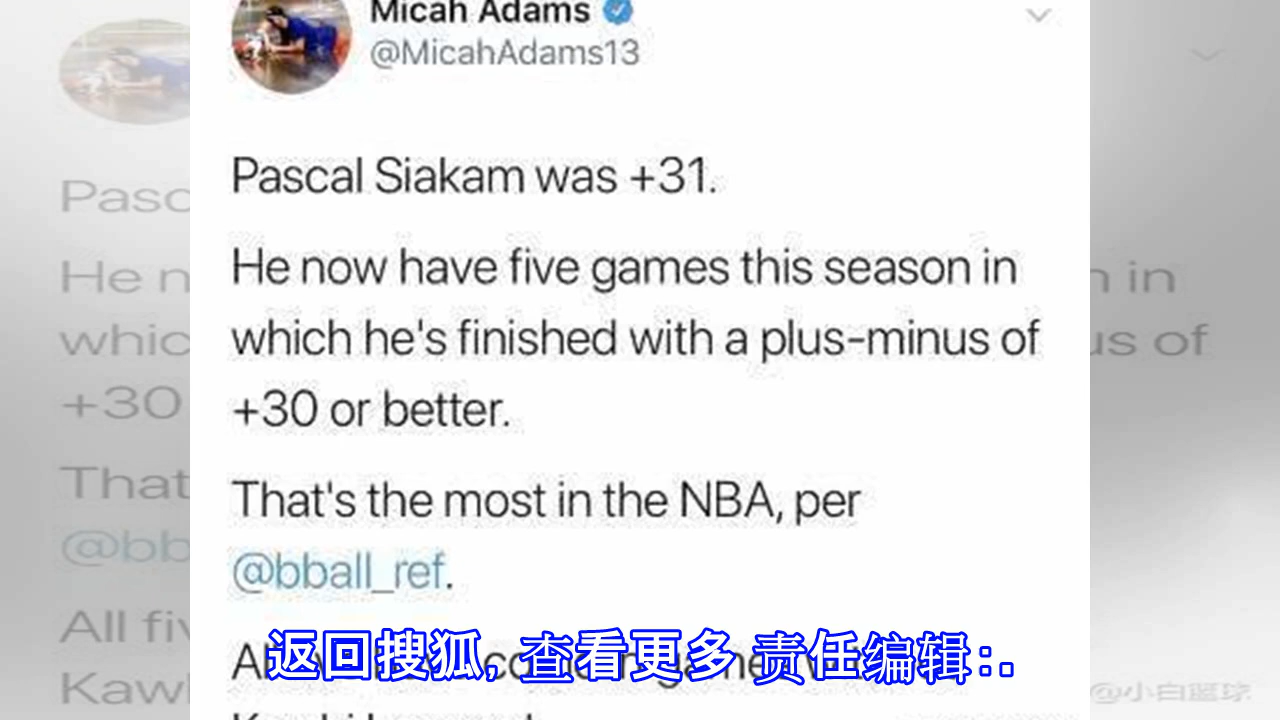 Micah Adams
@MicahAdams13
Pascal Siakam was +31.
He now have five games this season in
which he's finished with a plus-minus of
+30 or better.
That's the most in the NBA, per
@bball_ref.
返回搜狐, 查看更多 责任编辑:.
@小白篮球